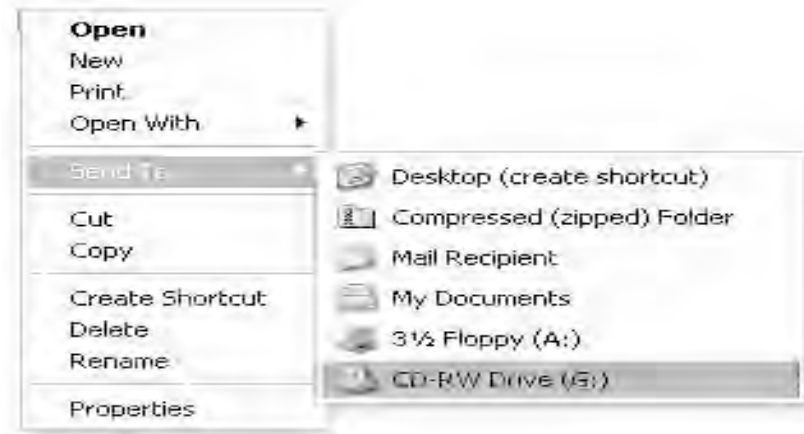 Open
New
Print
Open With
Send To
Cut
Copy
Create Shortcut
Delete
Rename
Properties
Desktop (create shortcut)
Compressed (zipped) Folder
Mail Recipient
My Documents
3½ Floppy (A:)
CD-RW Drive (G:)